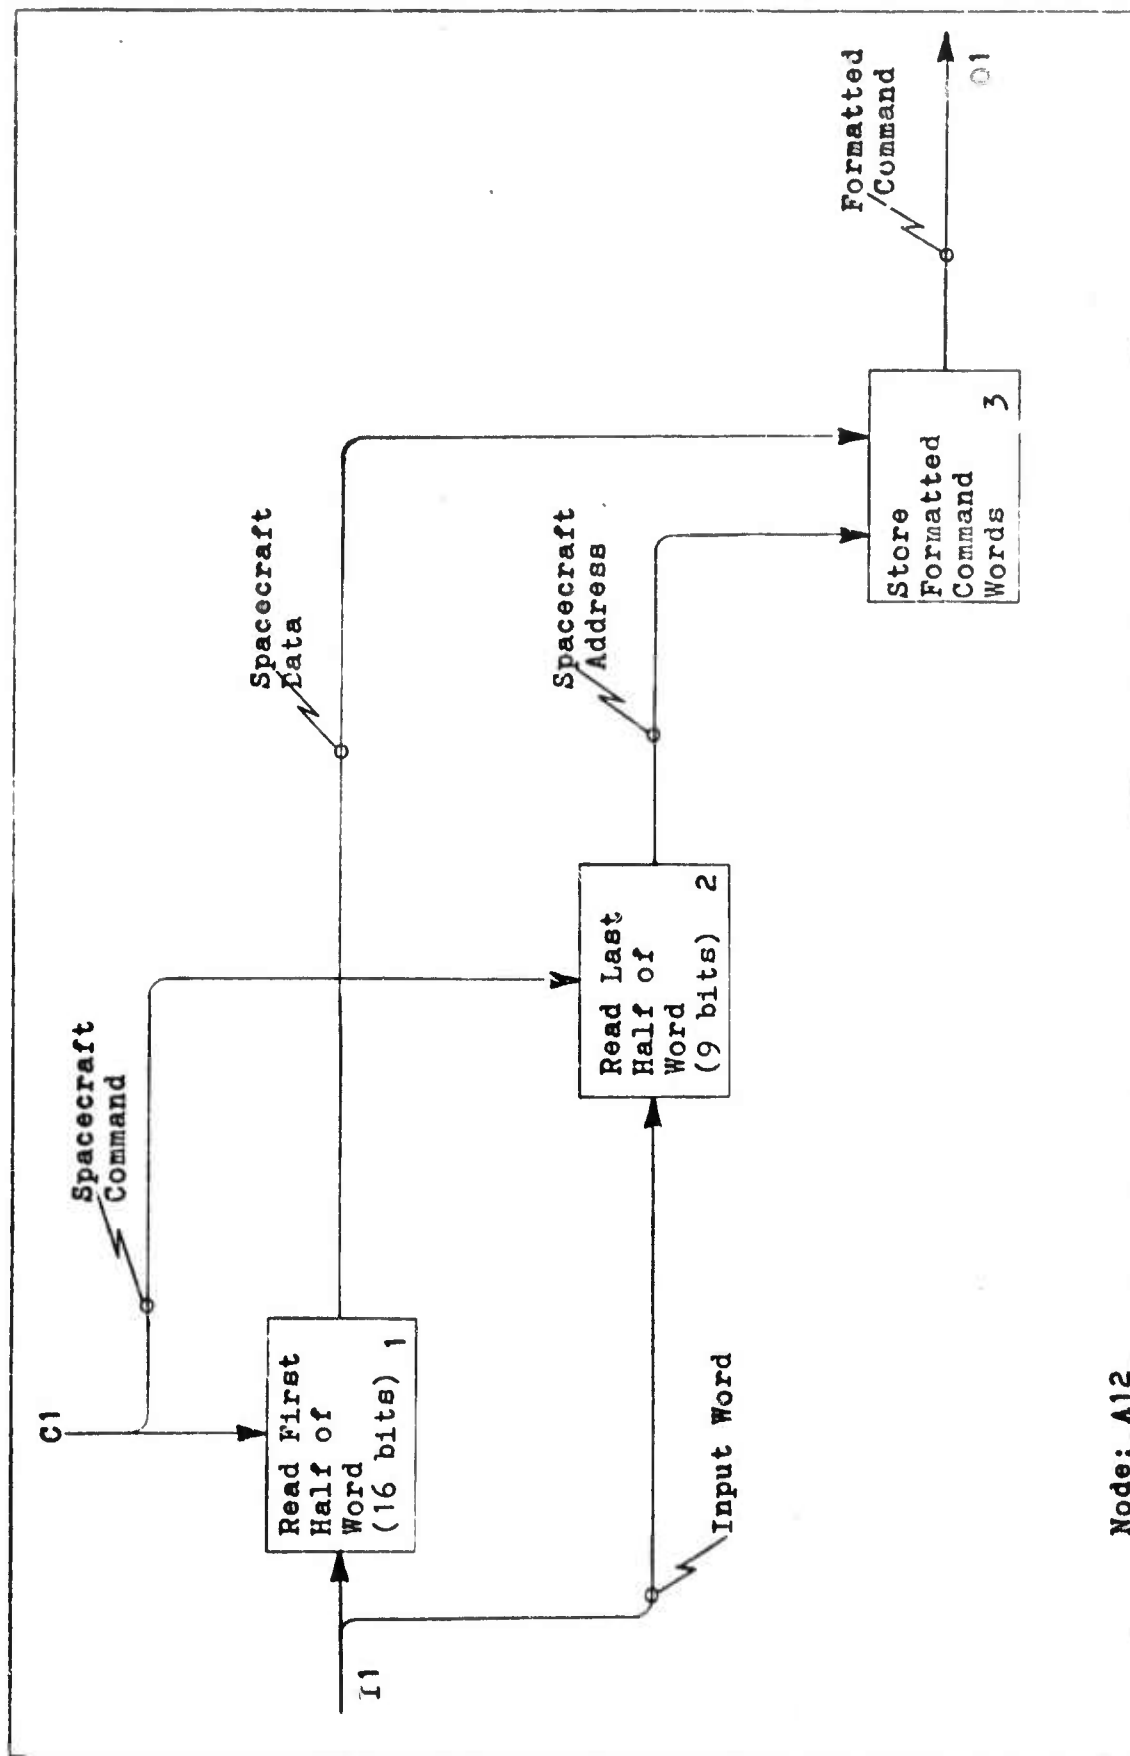 C1
Spacecraft
Command
Read First
Half of
Word
(16 bits) 1
I1
Input Word
Spacecraft
Data
Read Last
Half of
Word
(9 bits) 2
Spacecraft
Address
Store
Formatted
Command
Words 3
Formatted
Command
O1
Node: A12